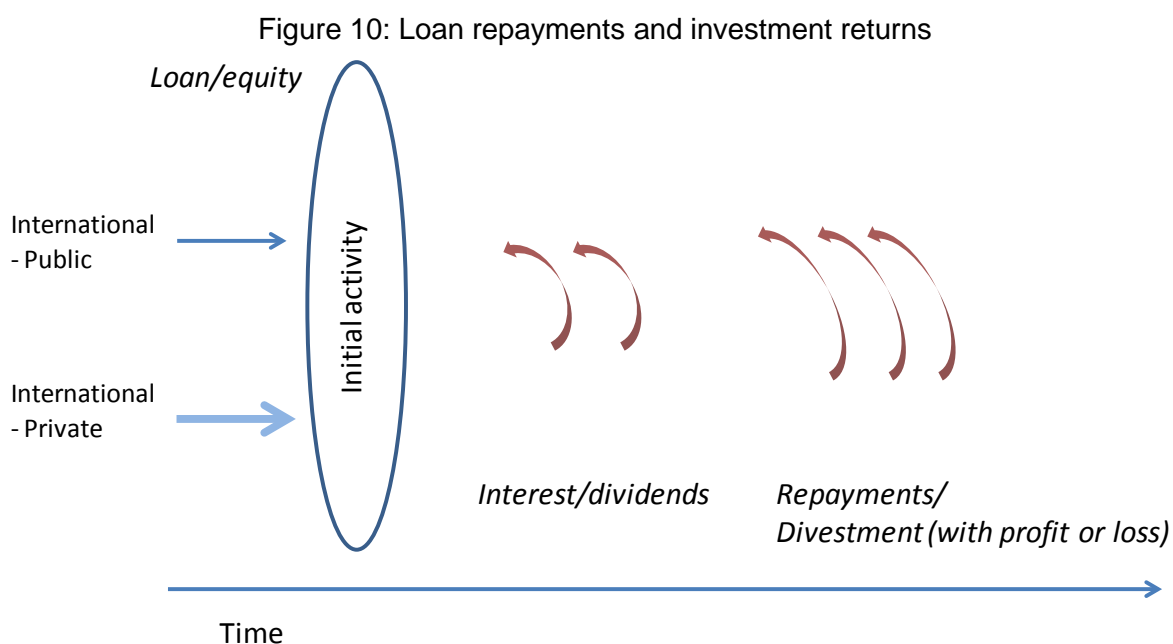 Figure 10: Loan repayments and investment returns
Loan/equity
International
- Public
Initial activity
International
- Private
Interest/dividends
Repayments/
Divestment (with profit or loss)
Time